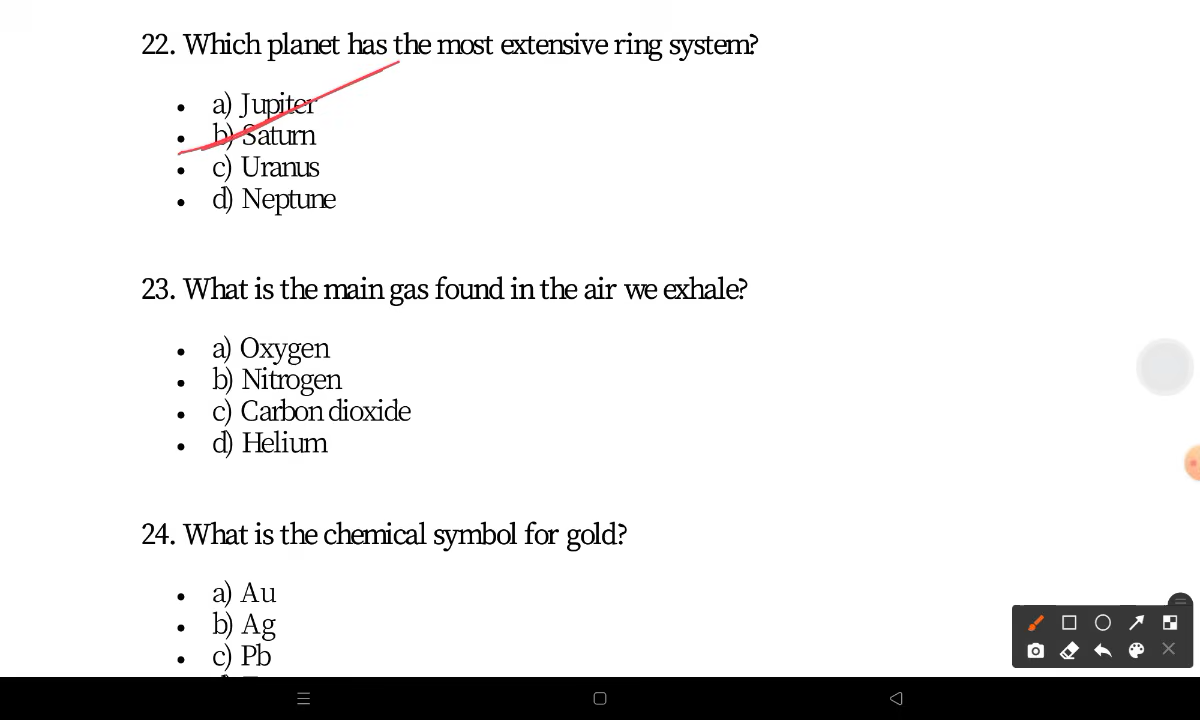 22. Which planet has the most extensive ring system?
• a) Jupiter
• b) Saturn
• c) Uranus
• d) Neptune
23. What is the main gas found in the air we exhale?
• a) Oxygen
• b) Nitrogen
• c) Carbon dioxide
• d) Helium
24. What is the chemical symbol for gold?
• a) Au
• b) Ag
• c) Pb